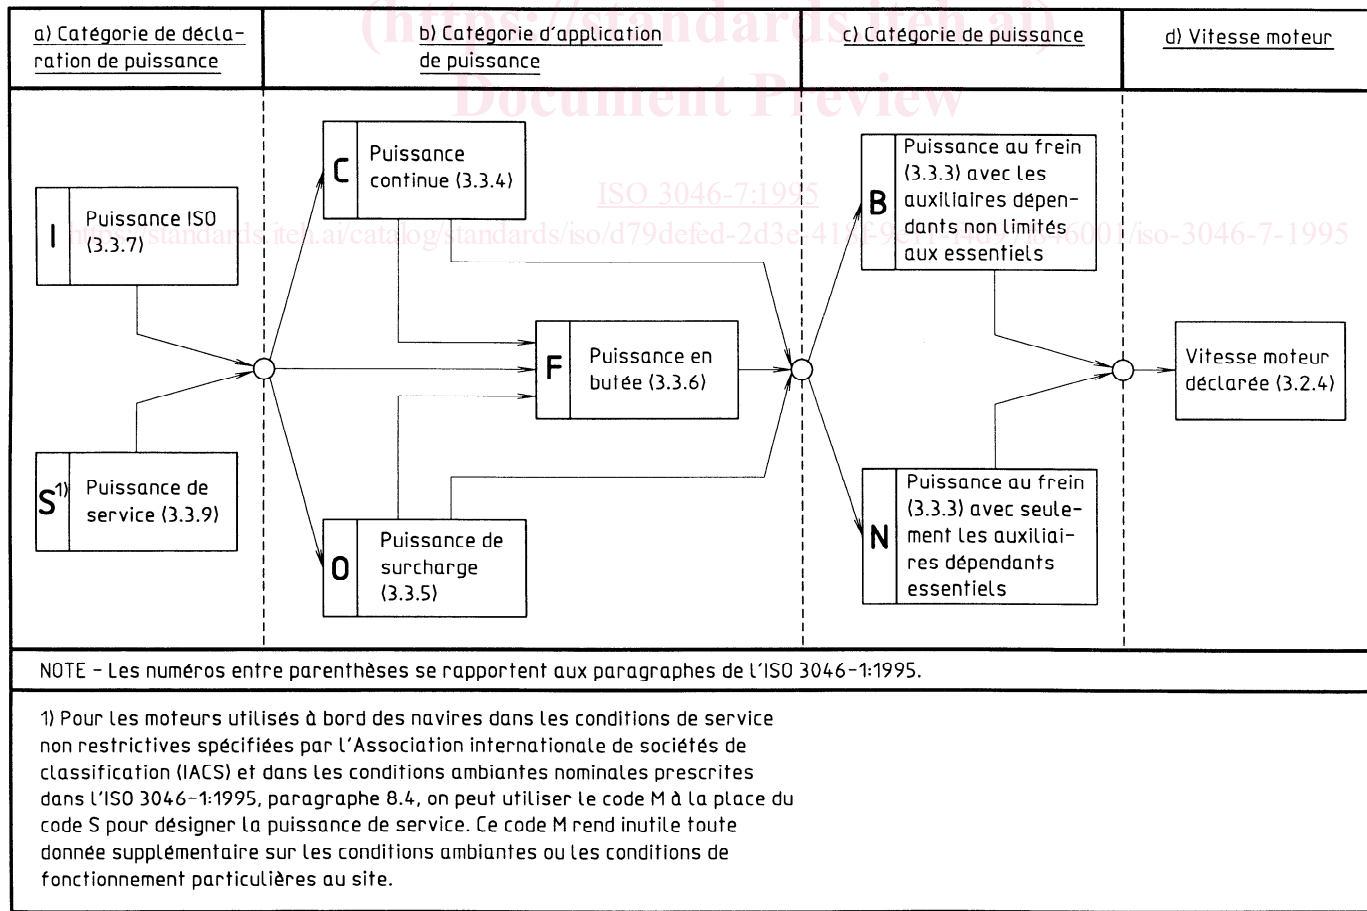 (https://standards.iteh.ai)
Document Preview
a) Catégorie de décla-
ration de puissance
b) Catégorie d'application
de puissance
c) Catégorie de puissance
d) Vitesse moteur
ISO 3046-7:1995
I
Puissance ISO
(3.3.7)
S1)
Puissance de
service (3.3.9)
C
Puissance
continue (3.3.4)
F
Puissance en
butée (3.3.6)
O
Puissance de
surcharge
(3.3.5)
B
Puissance au frein
(3.3.3) avec les
auxiliaires dépen-
dants non limités
aux essentiels
N
Puissance au frein
(3.3.3) avec seule-
ment les auxiliai-
res dépendants
essentiels
Vitesse moteur
déclarée (3.2.4)
NOTE – Les numéros entre parenthèses se rapportent aux paragraphes de l'ISO 3046-1:1995.
1) Pour les moteurs utilisés à bord des navires dans les conditions de service
non restrictives spécifiées par l'Association internationale de sociétés de
classification (IACS) et dans les conditions ambiantes nominales prescrites
dans l'ISO 3046-1:1995, paragraphe 8.4, on peut utiliser le code M à la place du
code S pour désigner la puissance de service. Ce code M rend inutile toute
donnée supplémentaire sur les conditions ambiantes ou les conditions de
fonctionnement particulières au site.